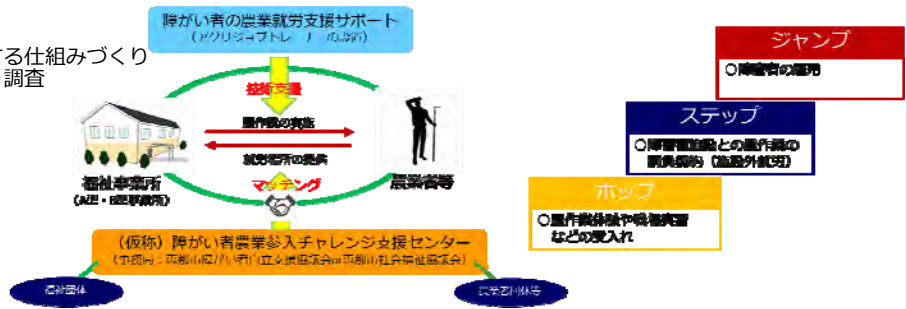 障がい者の農業就労支援サポート
する仕組みづくり
調査
技術支援
農作業の実施
就労場所の提供
マッチング
福祉事業所
農業者等
(仮称)障がい者農業参入チャレンジ支援センター
福祉団体
農業者団体等
ジャンプ
○障害者の雇用
ステップ
○障害福祉施設との農作業の
請負契約(施設外就労)
ホップ
○農作業体験や職場実習
などの受入れ